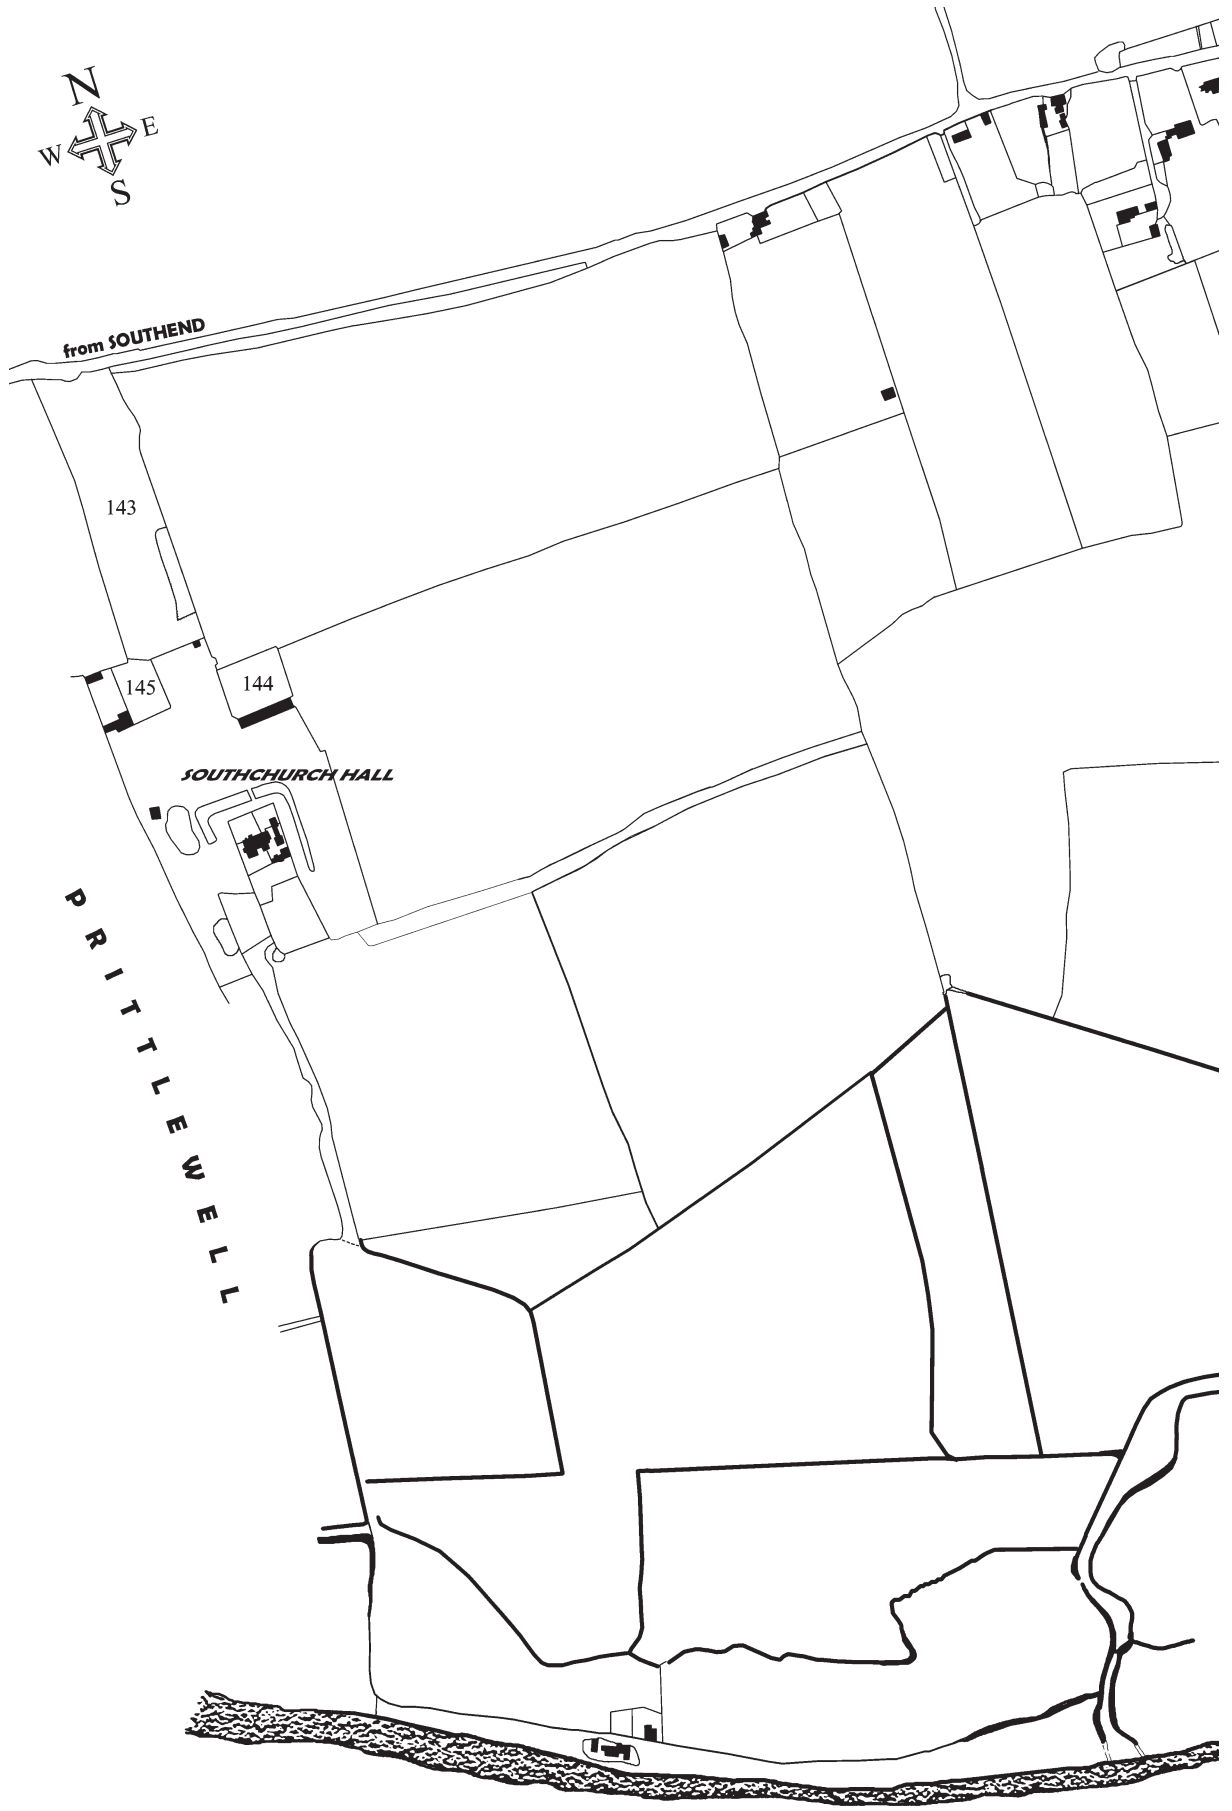 N
W E
S
from SOUTHEND
143
145
144
SOUTHCHURCH HALL
PRITTLEWELL